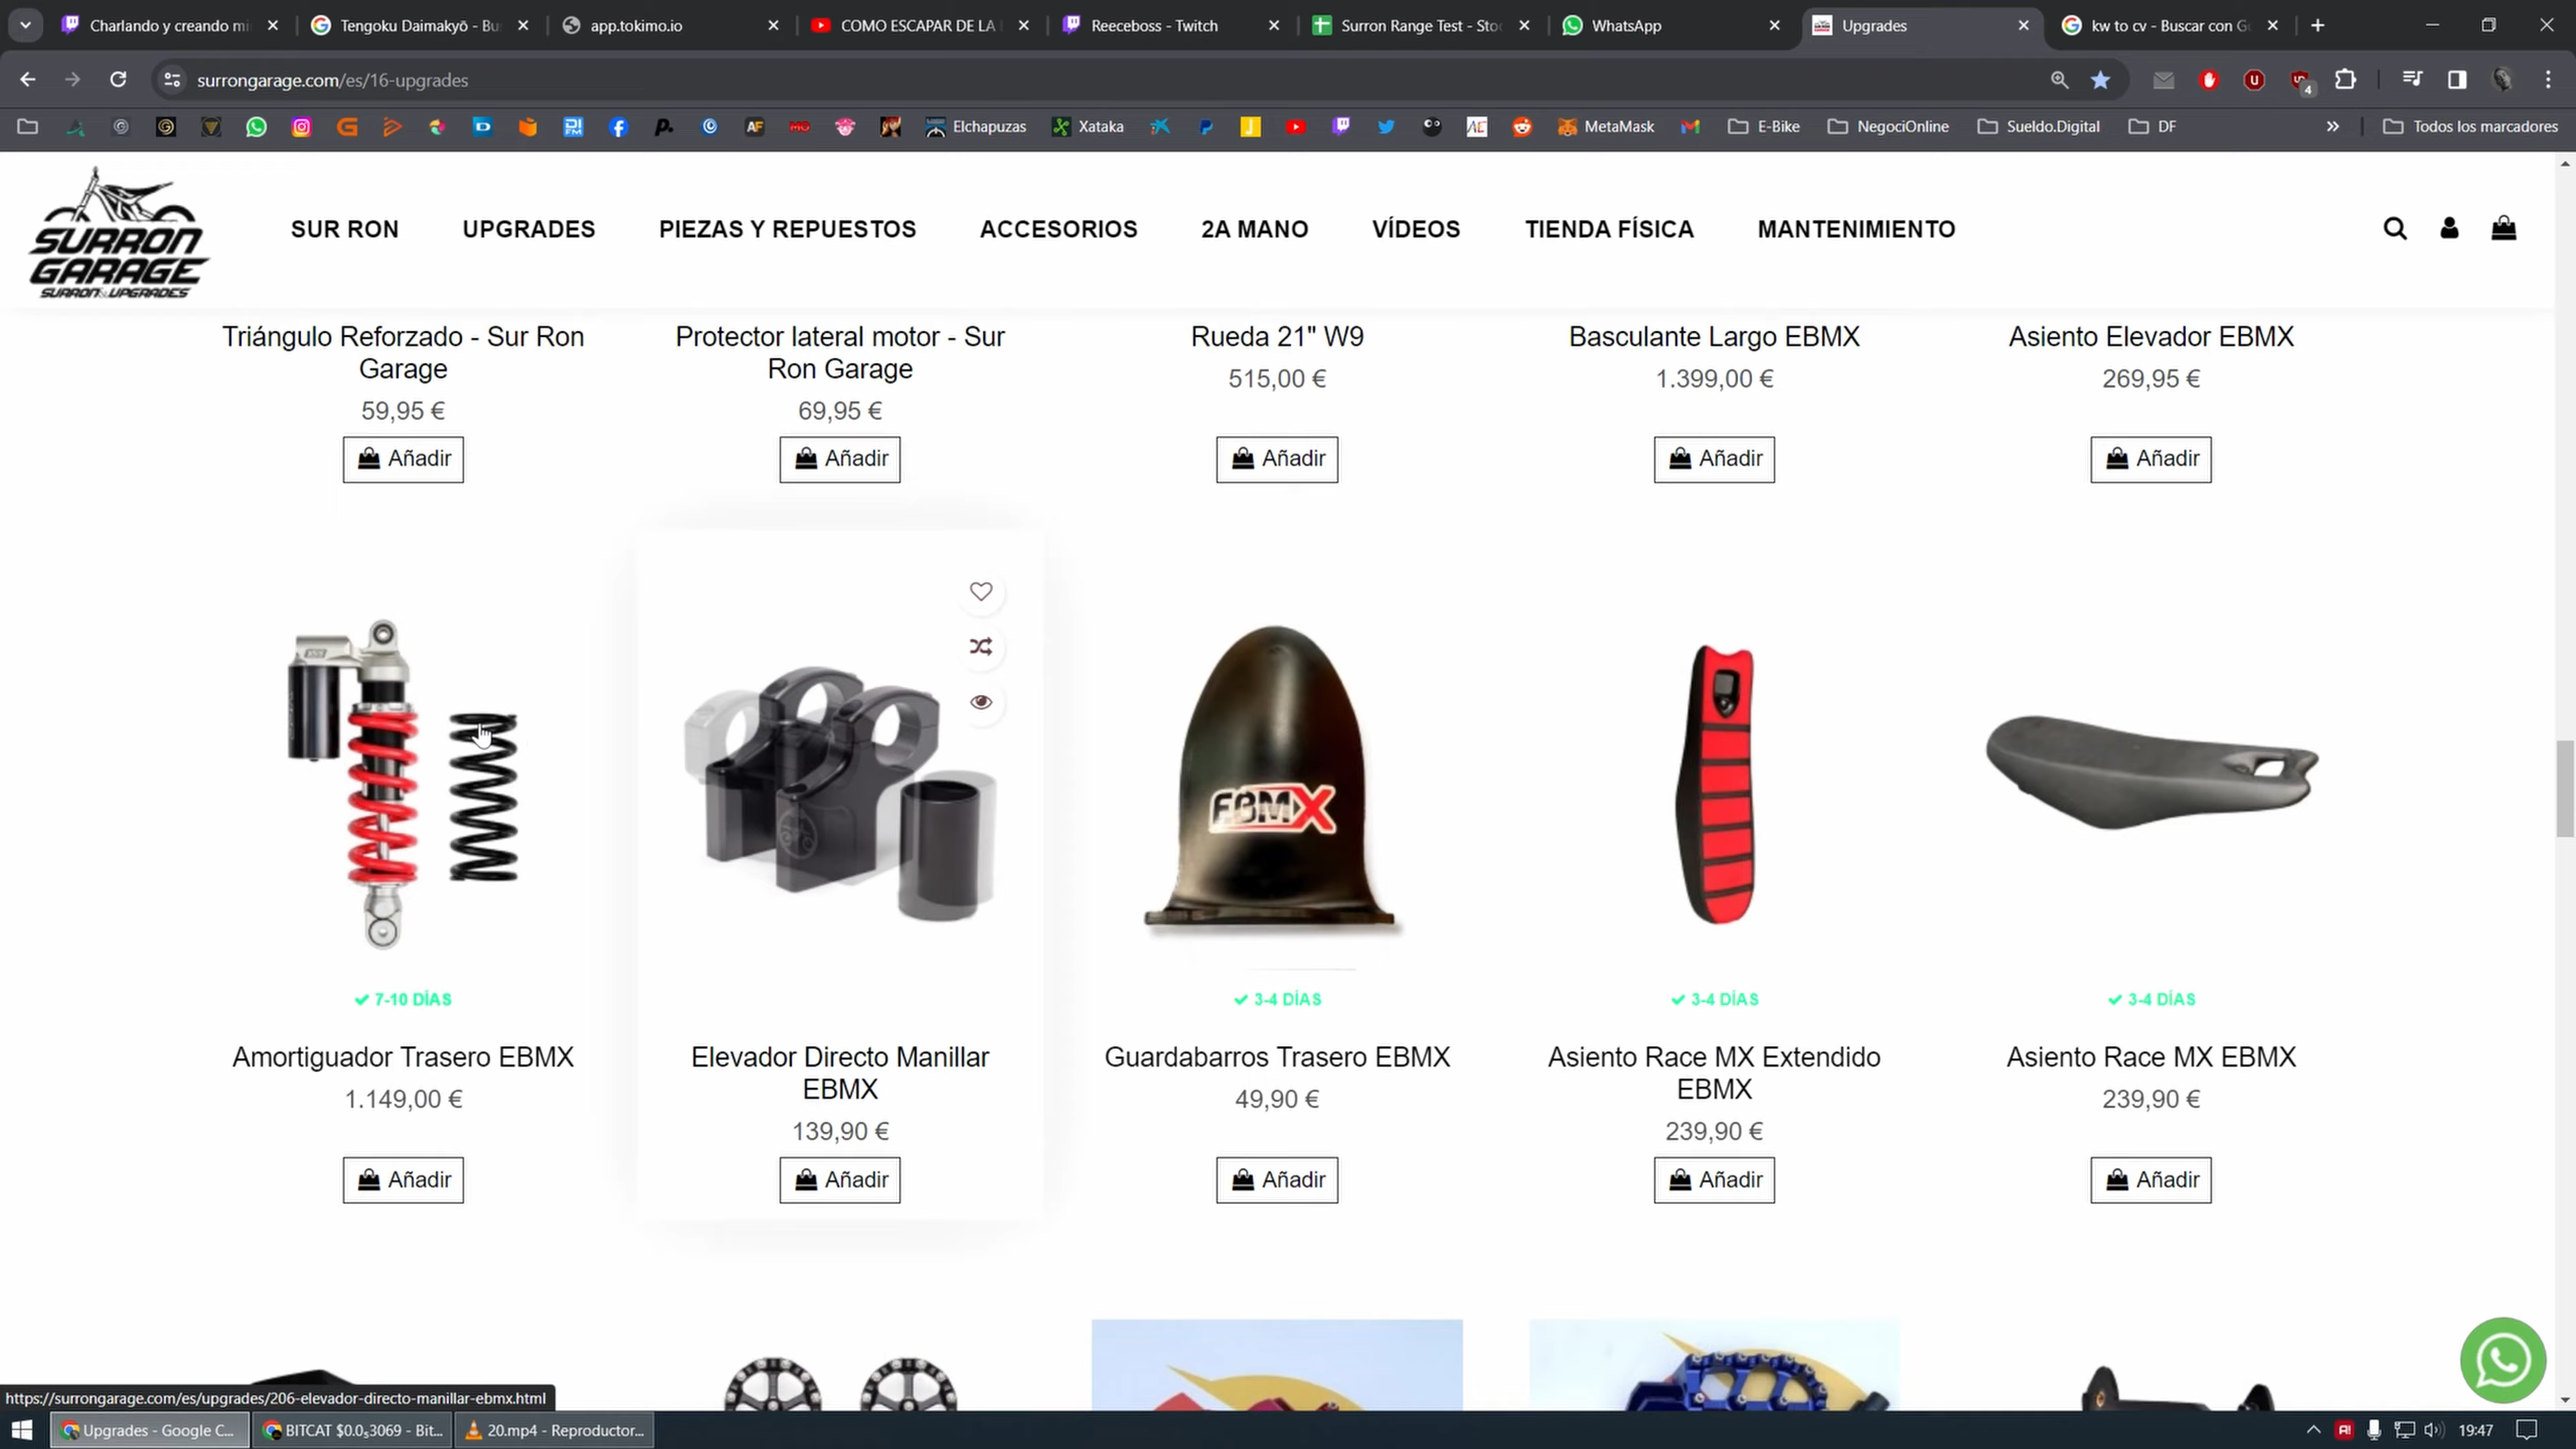 Charlando y creando mi
Tengoku Daimakyō - Bus
app.tokimo.io
COMO ESCAPAR DE LA
Reeceboss - Twitch
Surron Range Test - Sto
WhatsApp
Upgrades
kw to cv - Buscar con G
surrongarage.com/es/16-upgrades
4
Elchapuzas
Xataka
MetaMask
E-Bike
NegociOnline
Sueldo.Digital
DF
Todos los marcadores
SURRON
GARAGE
SURRON&UPGRADES
SUR RON
UPGRADES
PIEZAS Y REPUESTOS
ACCESORIOS
2A MANO
VÍDEOS
TIENDA FÍSICA
MANTENIMIENTO
Triángulo Reforzado - Sur Ron
Garage
59,95 €
Añadir
Protector lateral motor - Sur
Ron Garage
69,95 €
Añadir
Rueda 21" W9
515,00 €
Añadir
Basculante Largo EBMX
1.399,00 €
Añadir
Asiento Elevador EBMX
269,95 €
Añadir
7-10 DÍAS
Amortiguador Trasero EBMX
1.149,00 €
Añadir
Elevador Directo Manillar
EBMX
139,90 €
Añadir
EBMX
3-4 DÍAS
Guardabarros Trasero EBMX
49,90 €
Añadir
3-4 DÍAS
Asiento Race MX Extendido
EBMX
239,90 €
Añadir
3-4 DÍAS
Asiento Race MX EBMX
239,90 €
Añadir
https://surrongarage.com/es/upgrades/206-elevador-directo-manillar-ebmx.html
Upgrades - Google C...
BITCAT $0.0₅3069 - Bit...
20.mp4 - Reproductor...
19:47